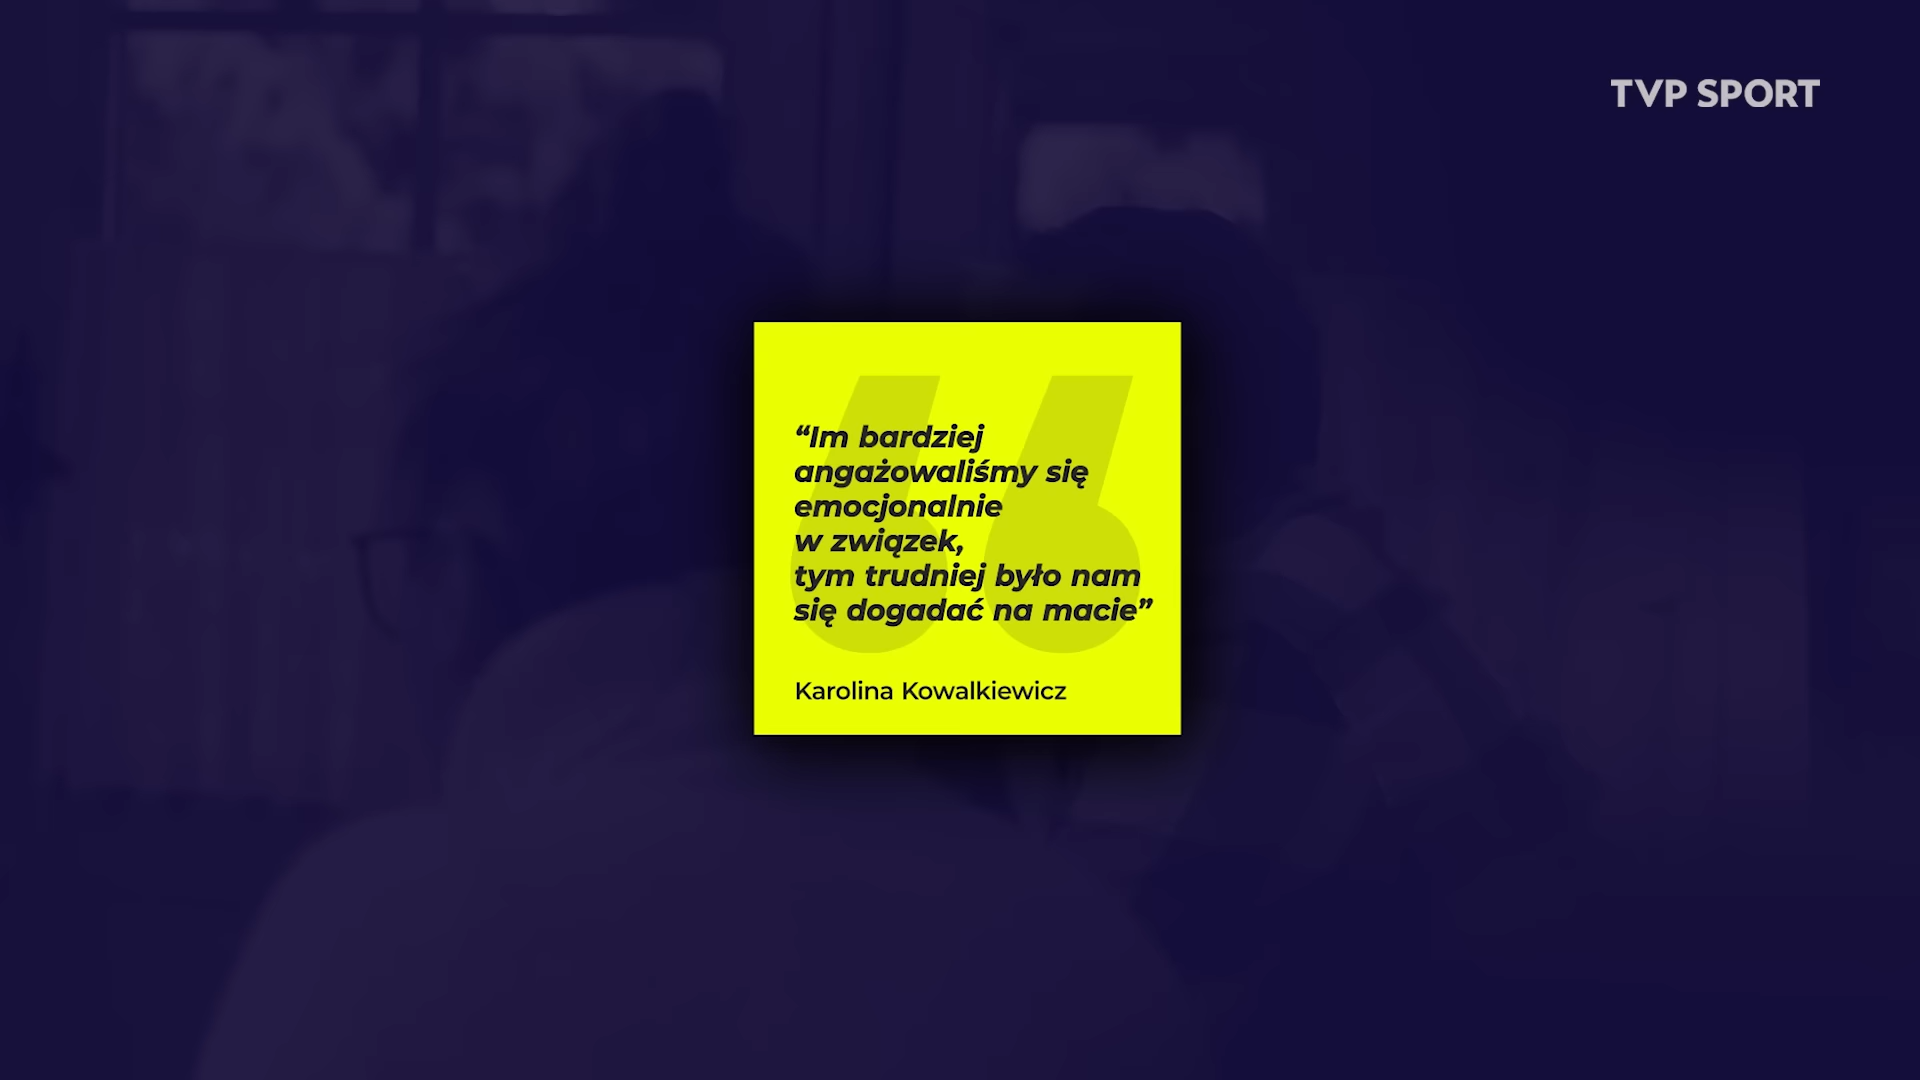 TVP SPORT
“Im bardziej
angażowaliśmy się
emocjonalnie
w związek,
tym trudniej było nam
się dogadać na macie”
Karolina Kowalkiewicz